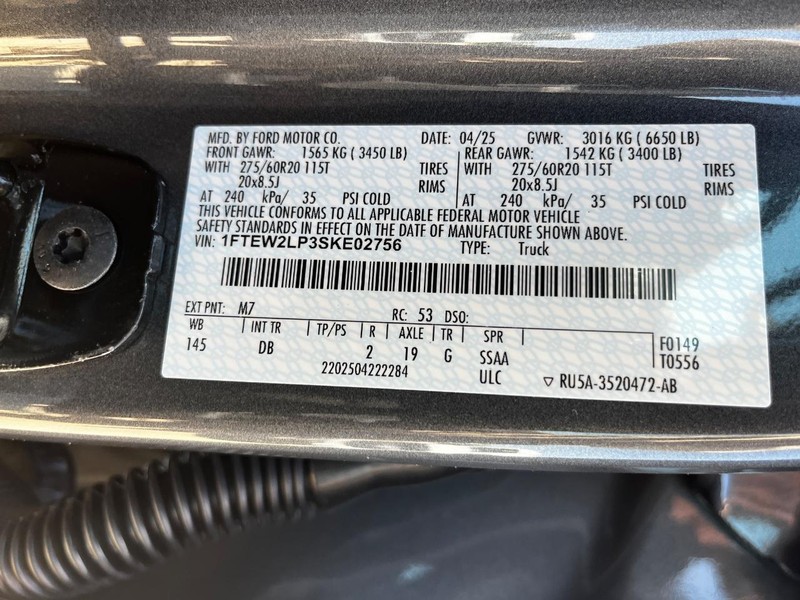 MFD. BY FORD MOTOR CO. DATE: 04/25 GVWR: 3016 KG ( 6650 LB)
FRONT GAWR: 1565 KG ( 3450 LB) REAR GAWR: 1542 KG ( 3400 LB)
WITH 275/60R20 115T TIRES WITH 275/60R20 115T TIRES
20x8.5J RIMS 20x8.5J RIMS
AT 240 kPa/ 35 PSI COLD AT 240 kPa/ 35 PSI COLD
THIS VEHICLE CONFORMS TO ALL APPLICABLE FEDERAL MOTOR VEHICLE
SAFETY STANDARDS IN EFFECT ON THE DATE OF MANUFACTURE SHOWN ABOVE.
VIN: 1FTEW2LP3SKE02756 TYPE: Truck
EXT PNT: M7 RC: 53 DSO:
WB INT TR TP/PS R AXLE TR SPR F0149
145 DB 2 19 G SSAA T0556
2202504222284 ULC ▽ RU5A-3520472-AB